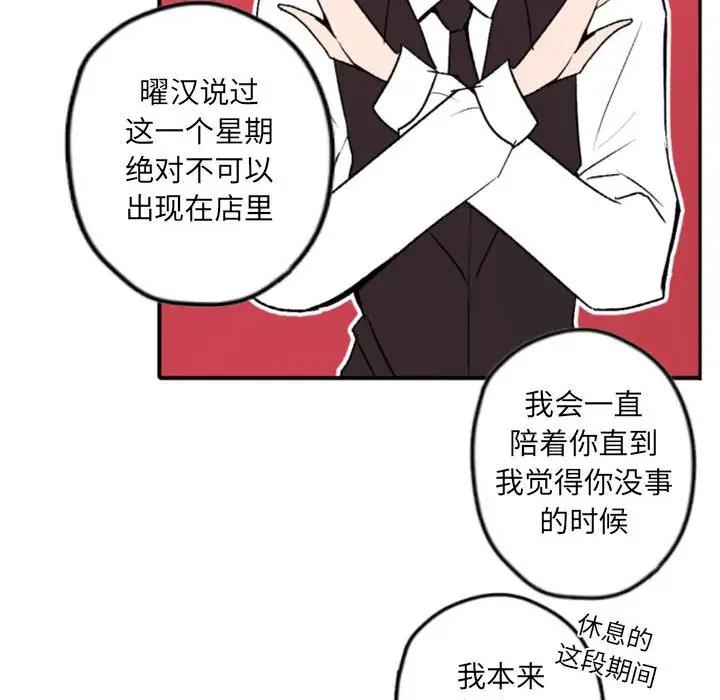 曜汉说过
这一个星期
绝对不可以
出现在店里
我会一直
陪着你直到
我觉得你没事
的时候
休息的
这段期间
我本来